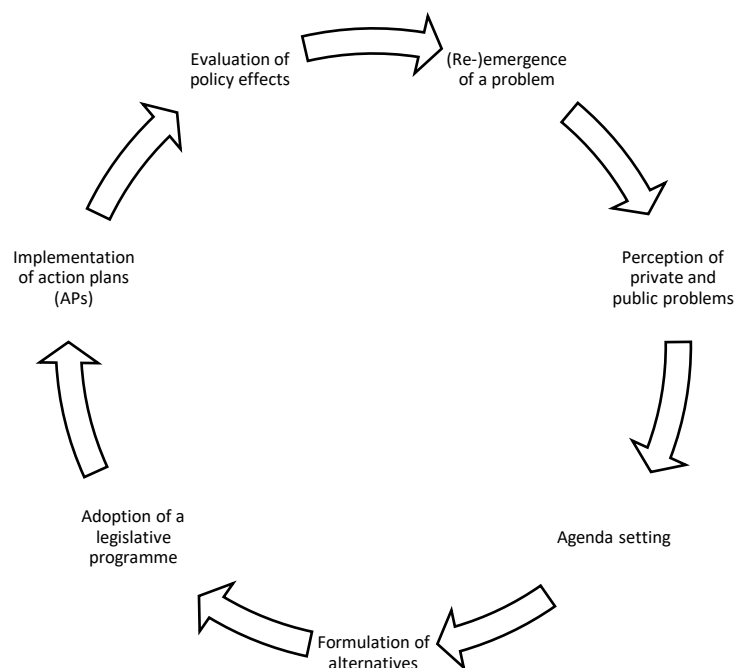 (Re-)emergence
of a problem
Perception of
private and
public problems
Agenda setting
Formulation of
alternatives
Adoption of a
legislative
programme
Implementation
of action plans
(APs)
Evaluation of
policy effects